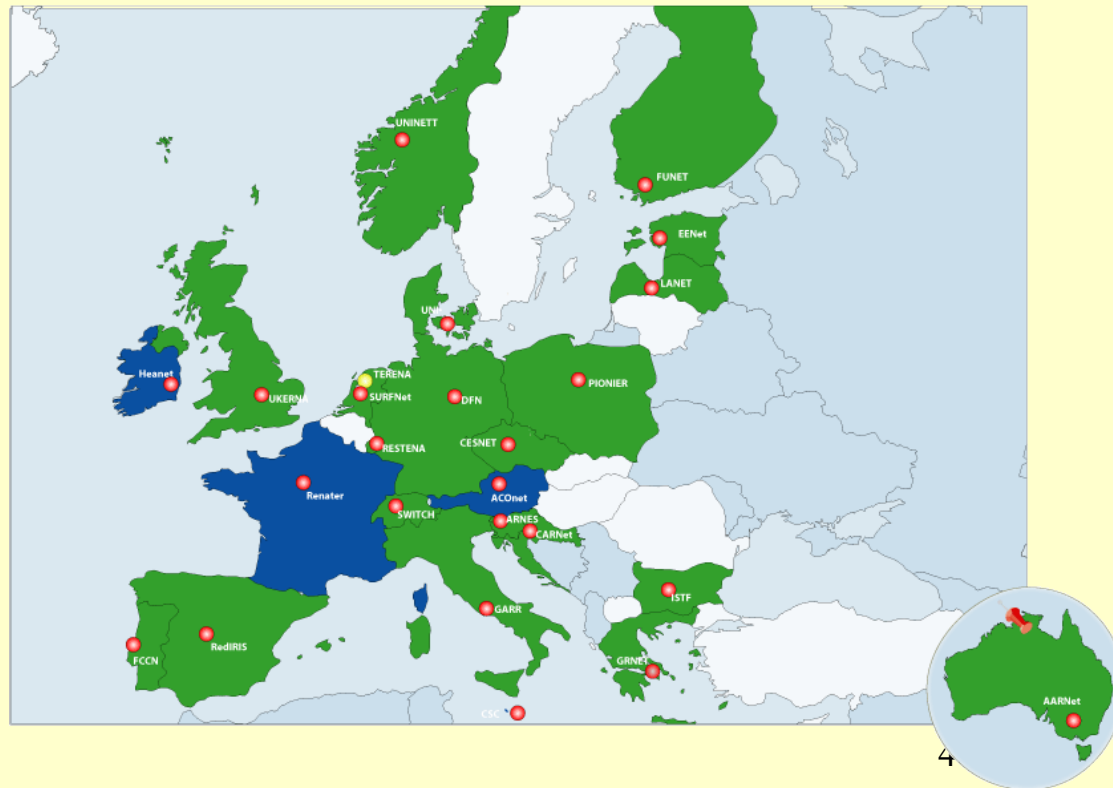 UNINETT
FUNET
EENet
LANET
UNI
Heanet
TERENA
PIONIER
UKERNA
SURFNet
DFN
CESNET
RESTENA
Renater
ACOnet
SWITCH
ARNES
CARNet
ISTF
GARR
RedIRIS
FCCN
GRNET
AARNet
CSC
4